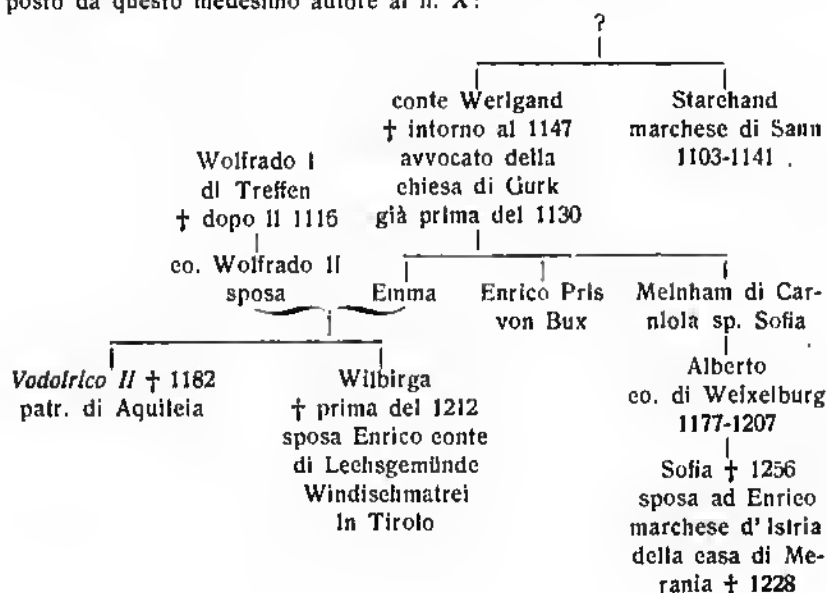 posto da questo medesimo autore al n. X:
?
conte Werigand
† intorno al 1147
avvocato della
chiesa di Gurk
già prima del 1130
Starchand
marchese di Sann
1103-1141
Wolfrado I
di Treffen
† dopo il 1116
co. Wolfrado II
sposa
Emma
Enrico Pris
von Bux
Meinham di Car-
niola sp. Sofia
Vodolrico II † 1182
patr. di Aquileia
Wilbirga
† prima del 1212
sposa Enrico conte
di Lechsgemünde
Windischmatrei
In Tirolo
Alberto
co. di Weixelburg
1177-1207
Sofia † 1256
sposa ad Enrico
marchese d'Istria
della casa di Me-
rania † 1228